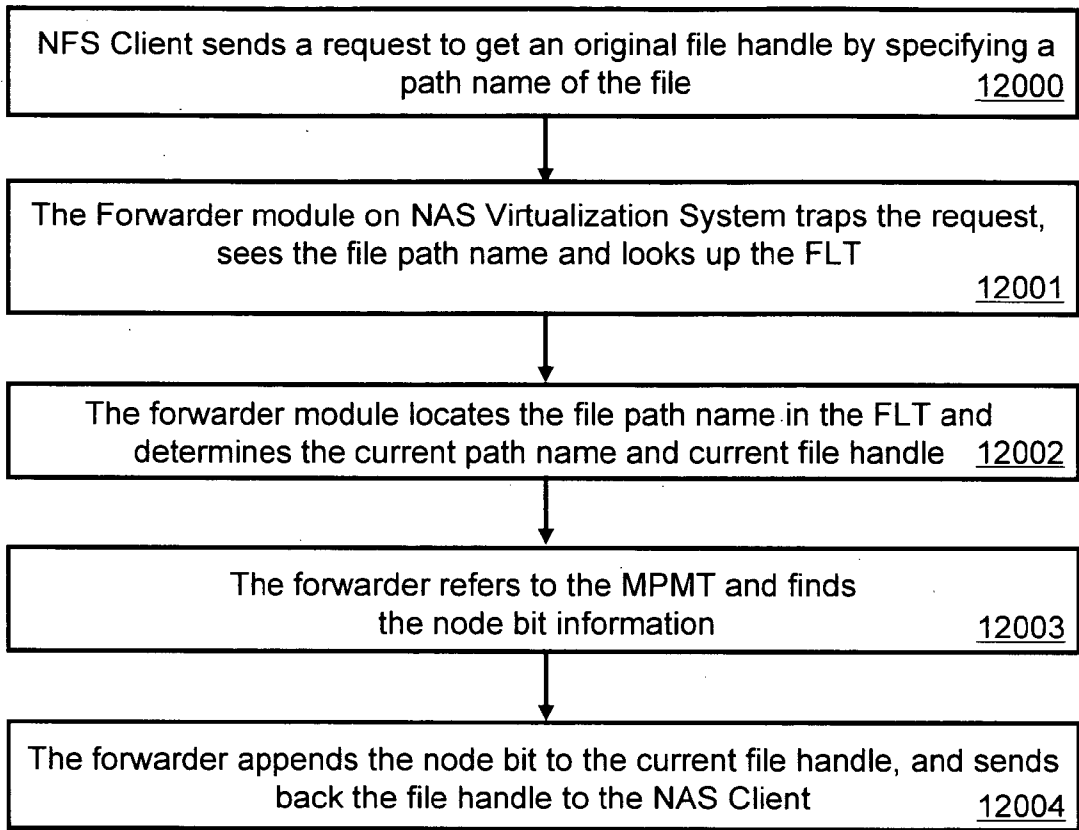 NFS Client sends a request to get an original file handle by specifying a
path name of the file 12000
The Forwarder module on NAS Virtualization System traps the request,
sees the file path name and looks up the FLT
12001
The forwarder module locates the file path name in the FLT and
determines the current path name and current file handle 12002
The forwarder refers to the MPMT and finds
the node bit information 12003
The forwarder appends the node bit to the current file handle, and sends
back the file handle to the NAS Client 12004